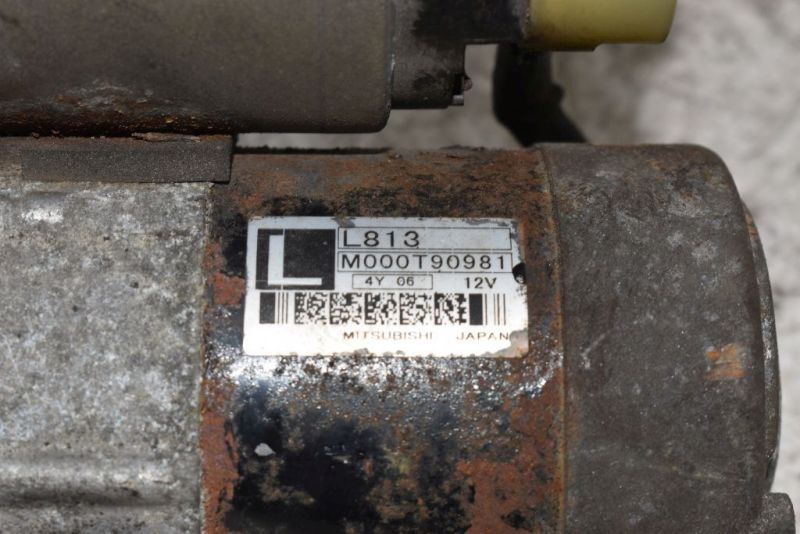 L
L813
M000T90981
4Y 06 12V
MITSUBISHI JAPAN